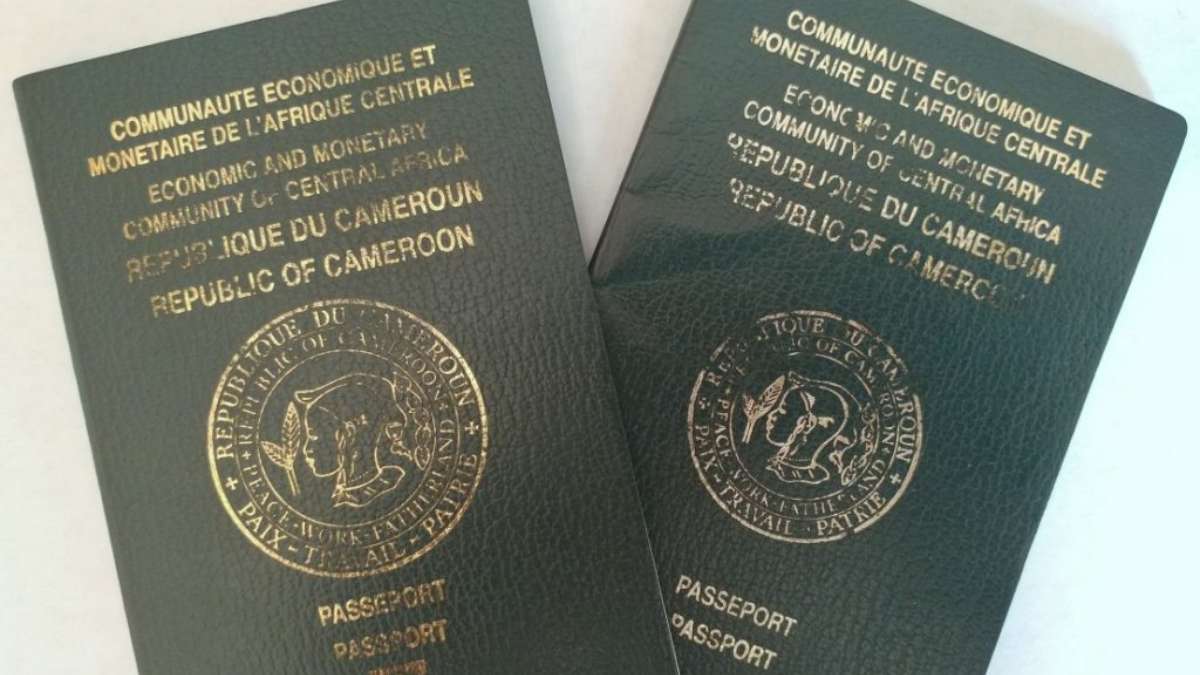 COMMUNAUTE ECONOMIQUE ET
MONETAIRE DE L'AFRIQUE CENTRALE
ECONOMIC AND MONETARY
COMMUNITY OF CENTRAL AFRICA
REPUBLIQUE DU CAMEROUN
REPUBLIC OF CAMEROON
REPUBLIQUE DU CAMEROUN
REPUBLIC OF CAMEROON
PEACE-WORK-FATHERLAND
PAIX-TRAVAIL-PATRIE
PASSEPORT
PASSPORT
COMMUNAUTE ECONOMIQUE ET
MONETAIRE DE L'AFRIQUE CENTRALE
ECONOMIC AND MONETARY
COMMUNITY OF CENTRAL AFRICA
REPUBLIQUE DU CAMEROUN
REPUBLIC OF CAMEROON
REPUBLIQUE DU CAMEROUN
REPUBLIC OF CAMEROON
PEACE-WORK-FATHERLAND
PAIX-TRAVAIL-PATRIE
PASSEPORT
PASSPORT